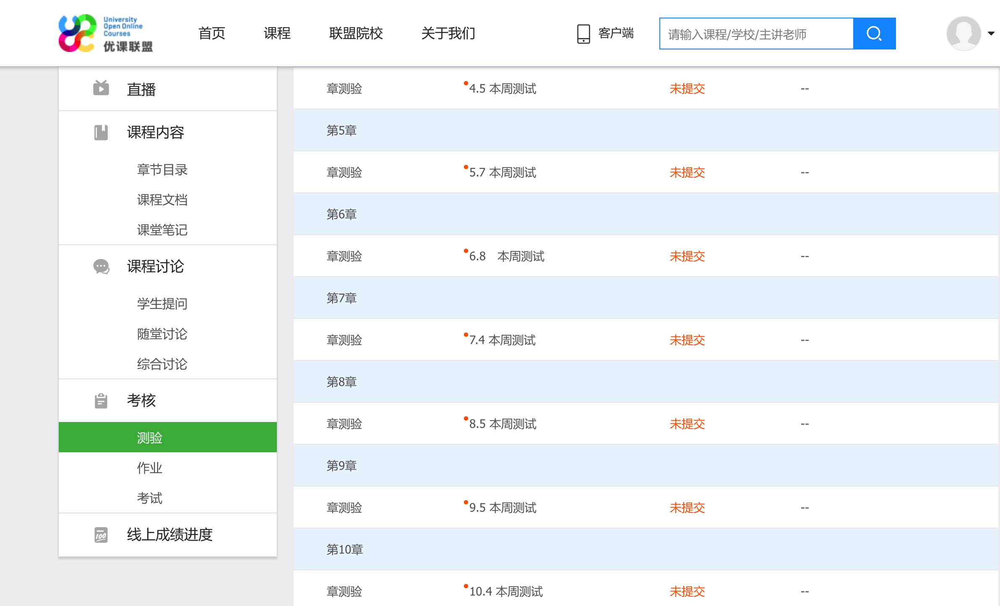 University
Open Online
Courses
优课联盟
首页
课程
联盟院校
关于我们
客户端
请输入课程/学校/主讲老师
直播
课程内容
章节目录
课程文档
课堂笔记
课程讨论
学生提问
随堂讨论
综合讨论
考核
测验
作业
考试
100
线上成绩进度
章测验 4.5 本周测试 未提交 --
第5章
章测验 5.7 本周测试 未提交 --
第6章
章测验 6.8 本周测试 未提交 --
第7章
章测验 7.4 本周测试 未提交 --
第8章
章测验 8.5 本周测试 未提交 --
第9章
章测验 9.5 本周测试 未提交 --
第10章
章测验 10.4 本周测试 未提交 --